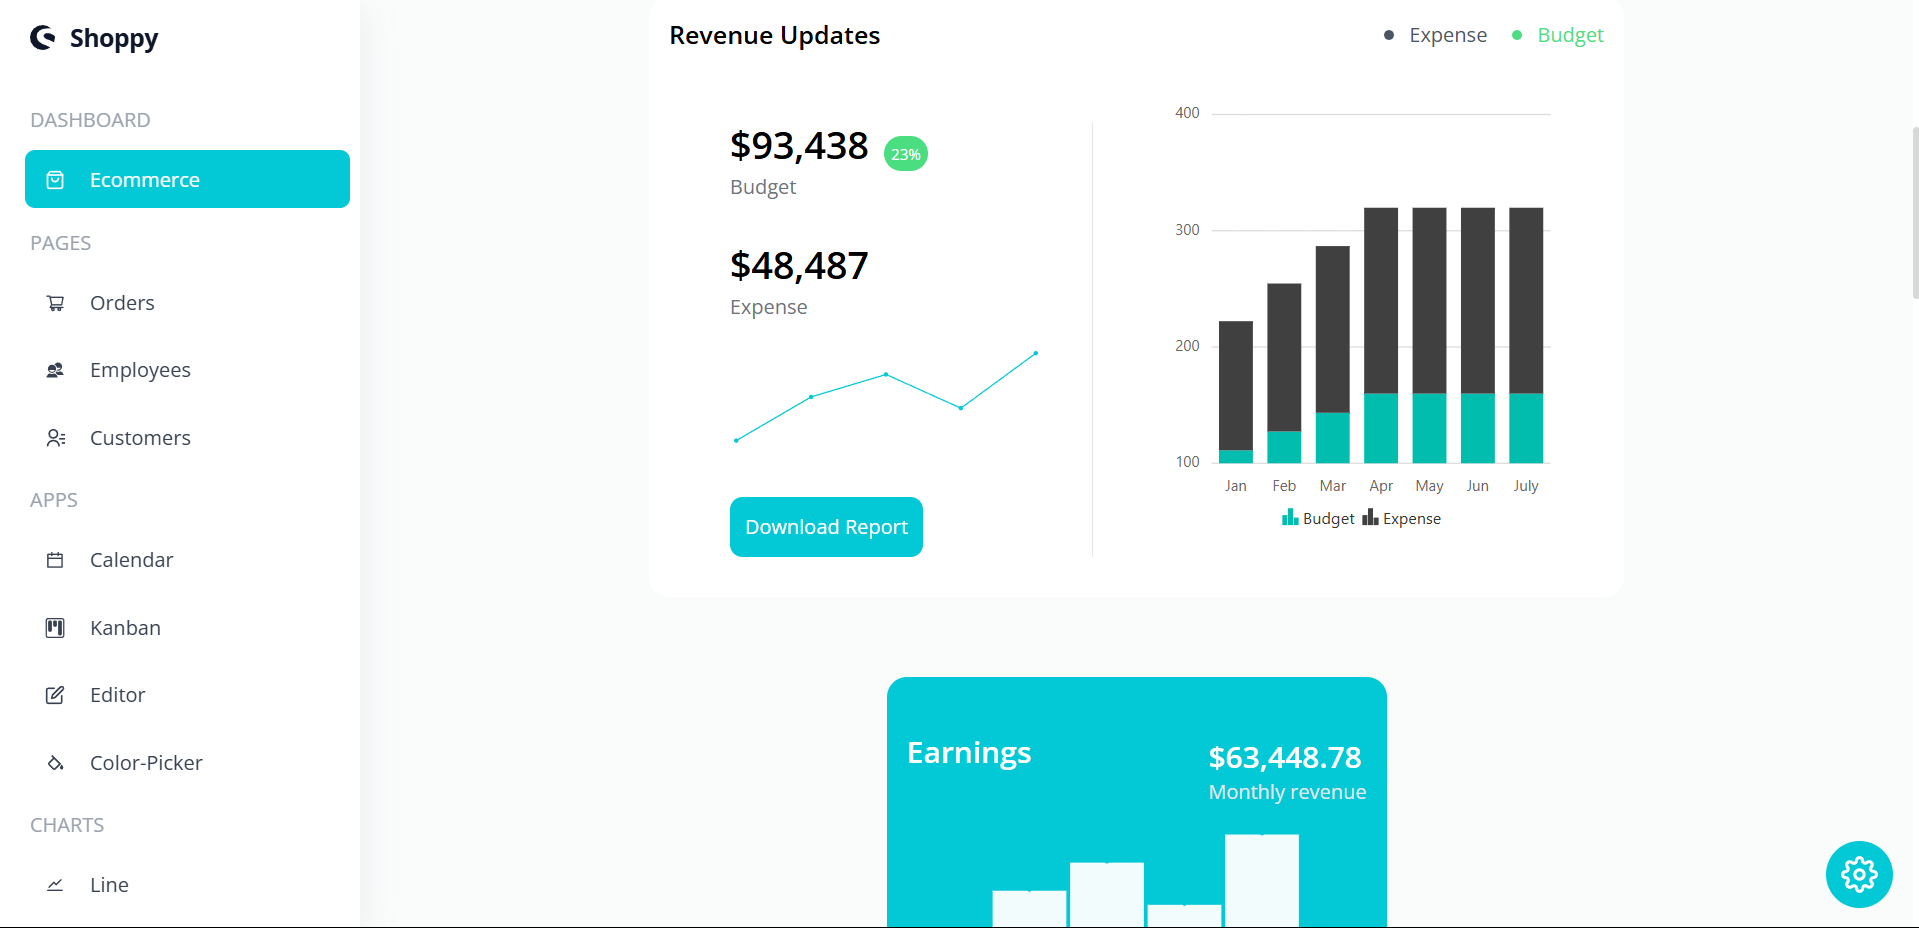 Shoppy
DASHBOARD
Ecommerce
PAGES
Orders
Employees
Customers
APPS
Calendar
Kanban
Editor
Color-Picker
CHARTS
Line
Revenue Updates
Expense Budget
$93,438 23%
Budget
$48,487
Expense
Download Report
400
300
200
100
Jan Feb Mar Apr May Jun July
Budget Expense
Earnings
$63,448.78
Monthly revenue